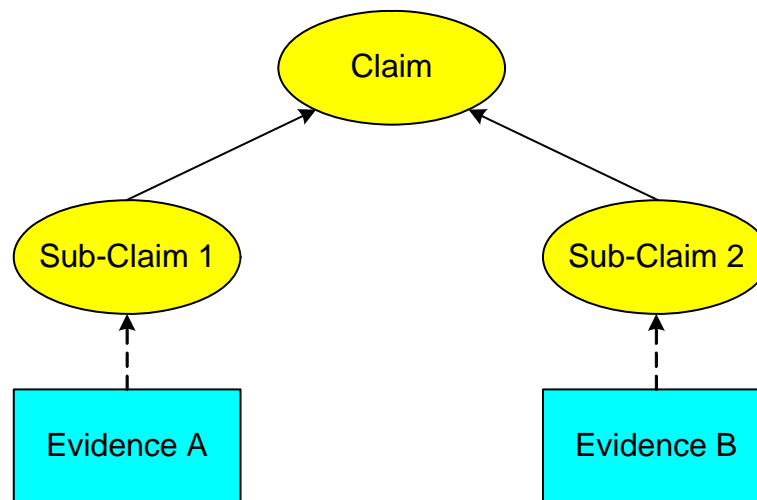 Claim
Sub-Claim 1
Sub-Claim 2
Evidence A
Evidence B